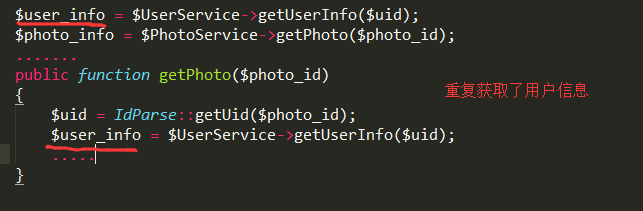 $user_info = $UserService->getUserInfo($uid);
$photo_info = $PhotoService->getPhoto($photo_id);
.......
public function getPhoto($photo_id)
{
重复获取了用户信息
$uid = IdParse::getUid($photo_id);
$user_info = $UserService->getUserInfo($uid);
.....
}